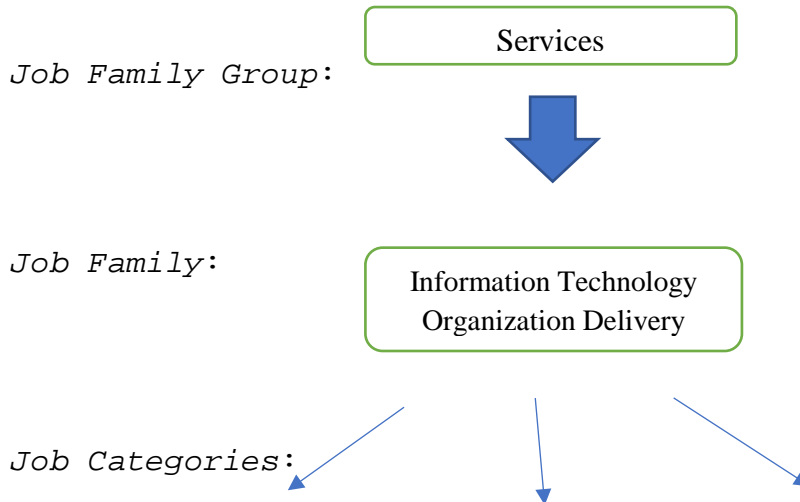 Services
Job Family Group:
Job Family:
Information Technology
Organization Delivery
Job Categories: